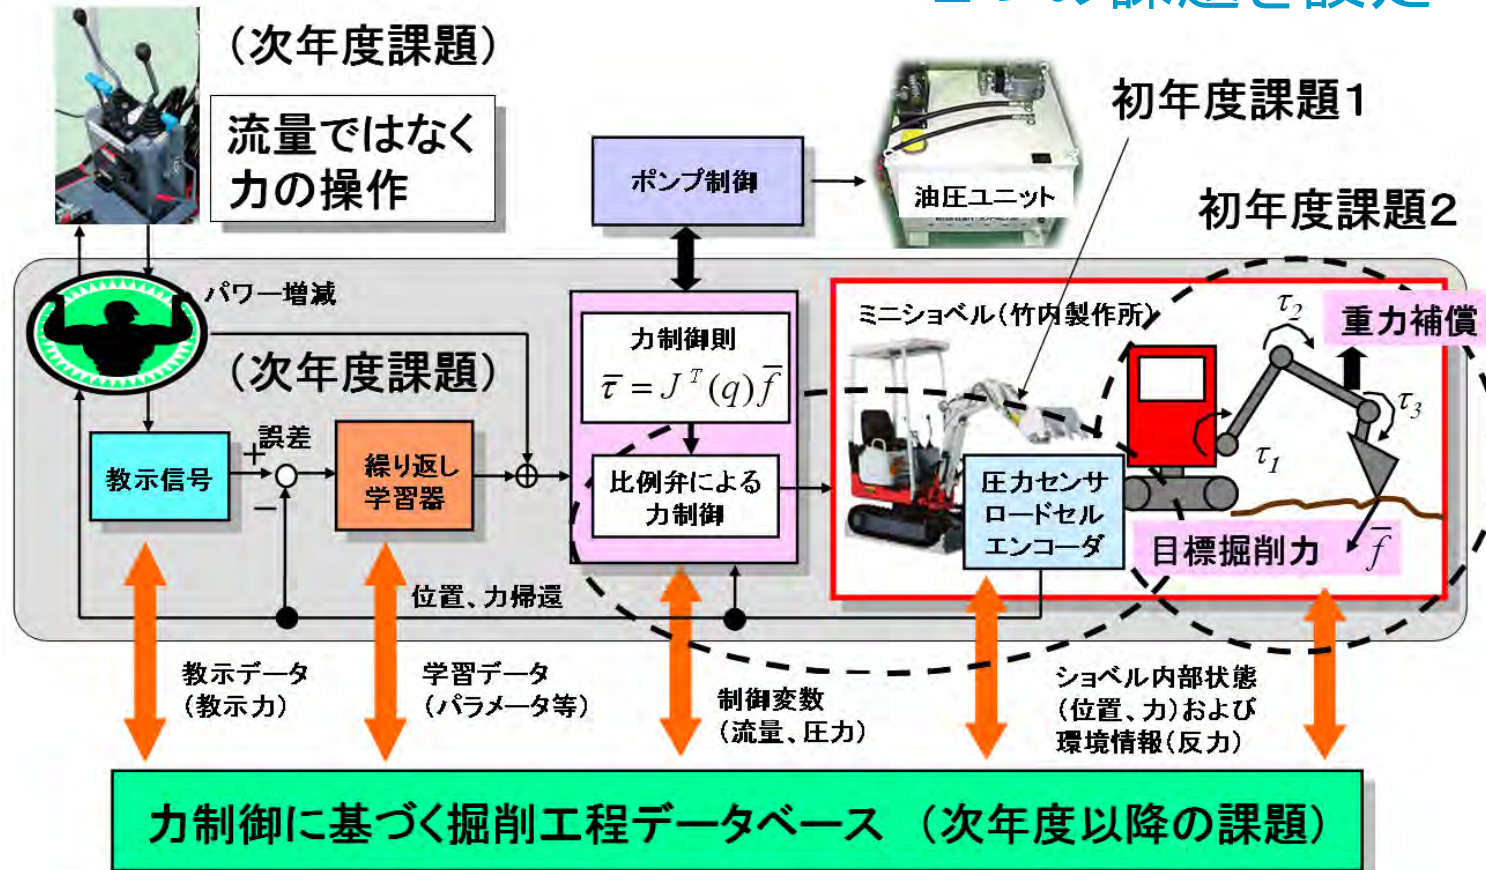 の課題を設定
(次年度課題)
流量ではなく
力の操作
ポンプ制御
油圧ユニット
初年度課題1
初年度課題2
パワー増減
(次年度課題)
力制御則
τ̄ = J^T(q) f̄
比例弁による
力制御
教示信号
+
誤差
−
繰り返し
学習器
ミニショベル(竹内製作所)
圧力センサ
ロードセル
エンコーダ
τ2
重力補償
τ3
τ1
目標掘削力 f̄
位置、力帰還
教示データ
(教示力)
学習データ
(パラメータ等)
制御変数
(流量、圧力)
ショベル内部状態
(位置、力)および
環境情報(反力)
力制御に基づく掘削工程データベース (次年度以降の課題)